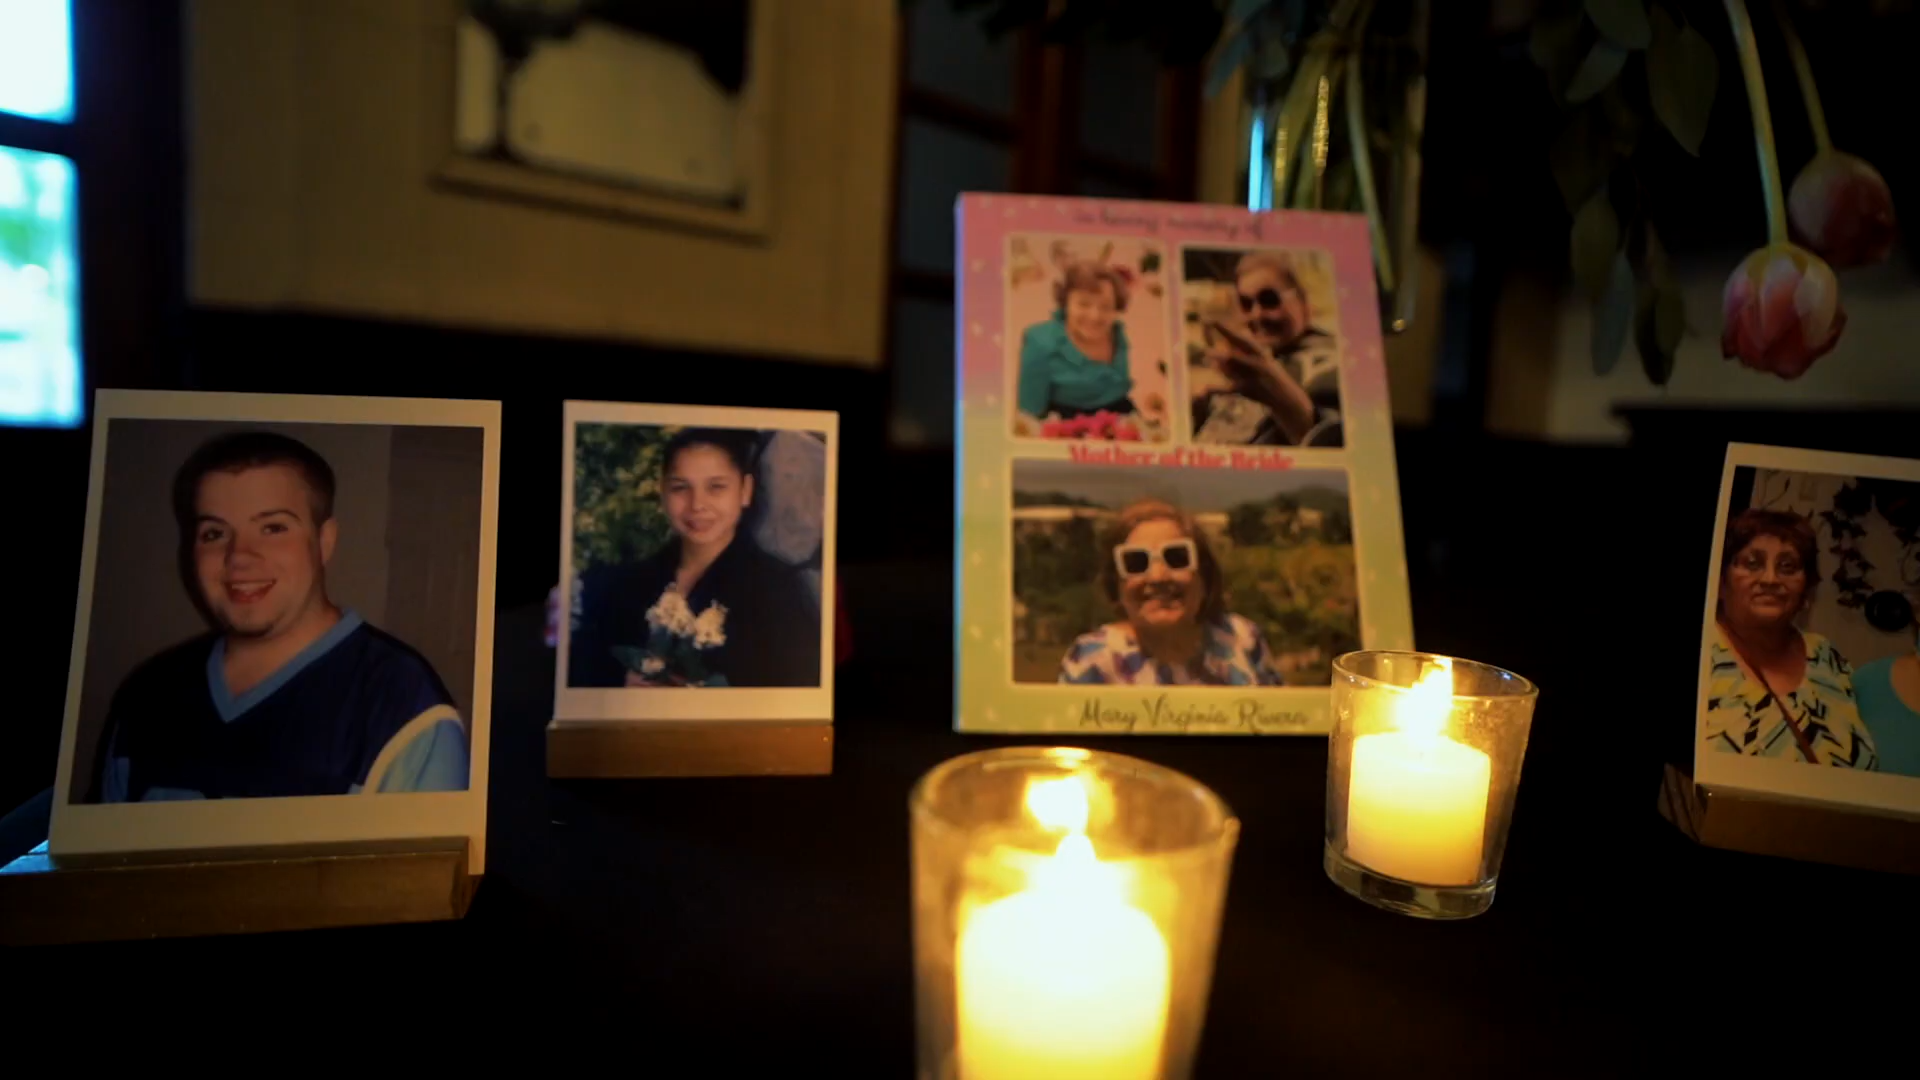 in loving memory of
Mother of the Bride
Mary Virginia Rivera